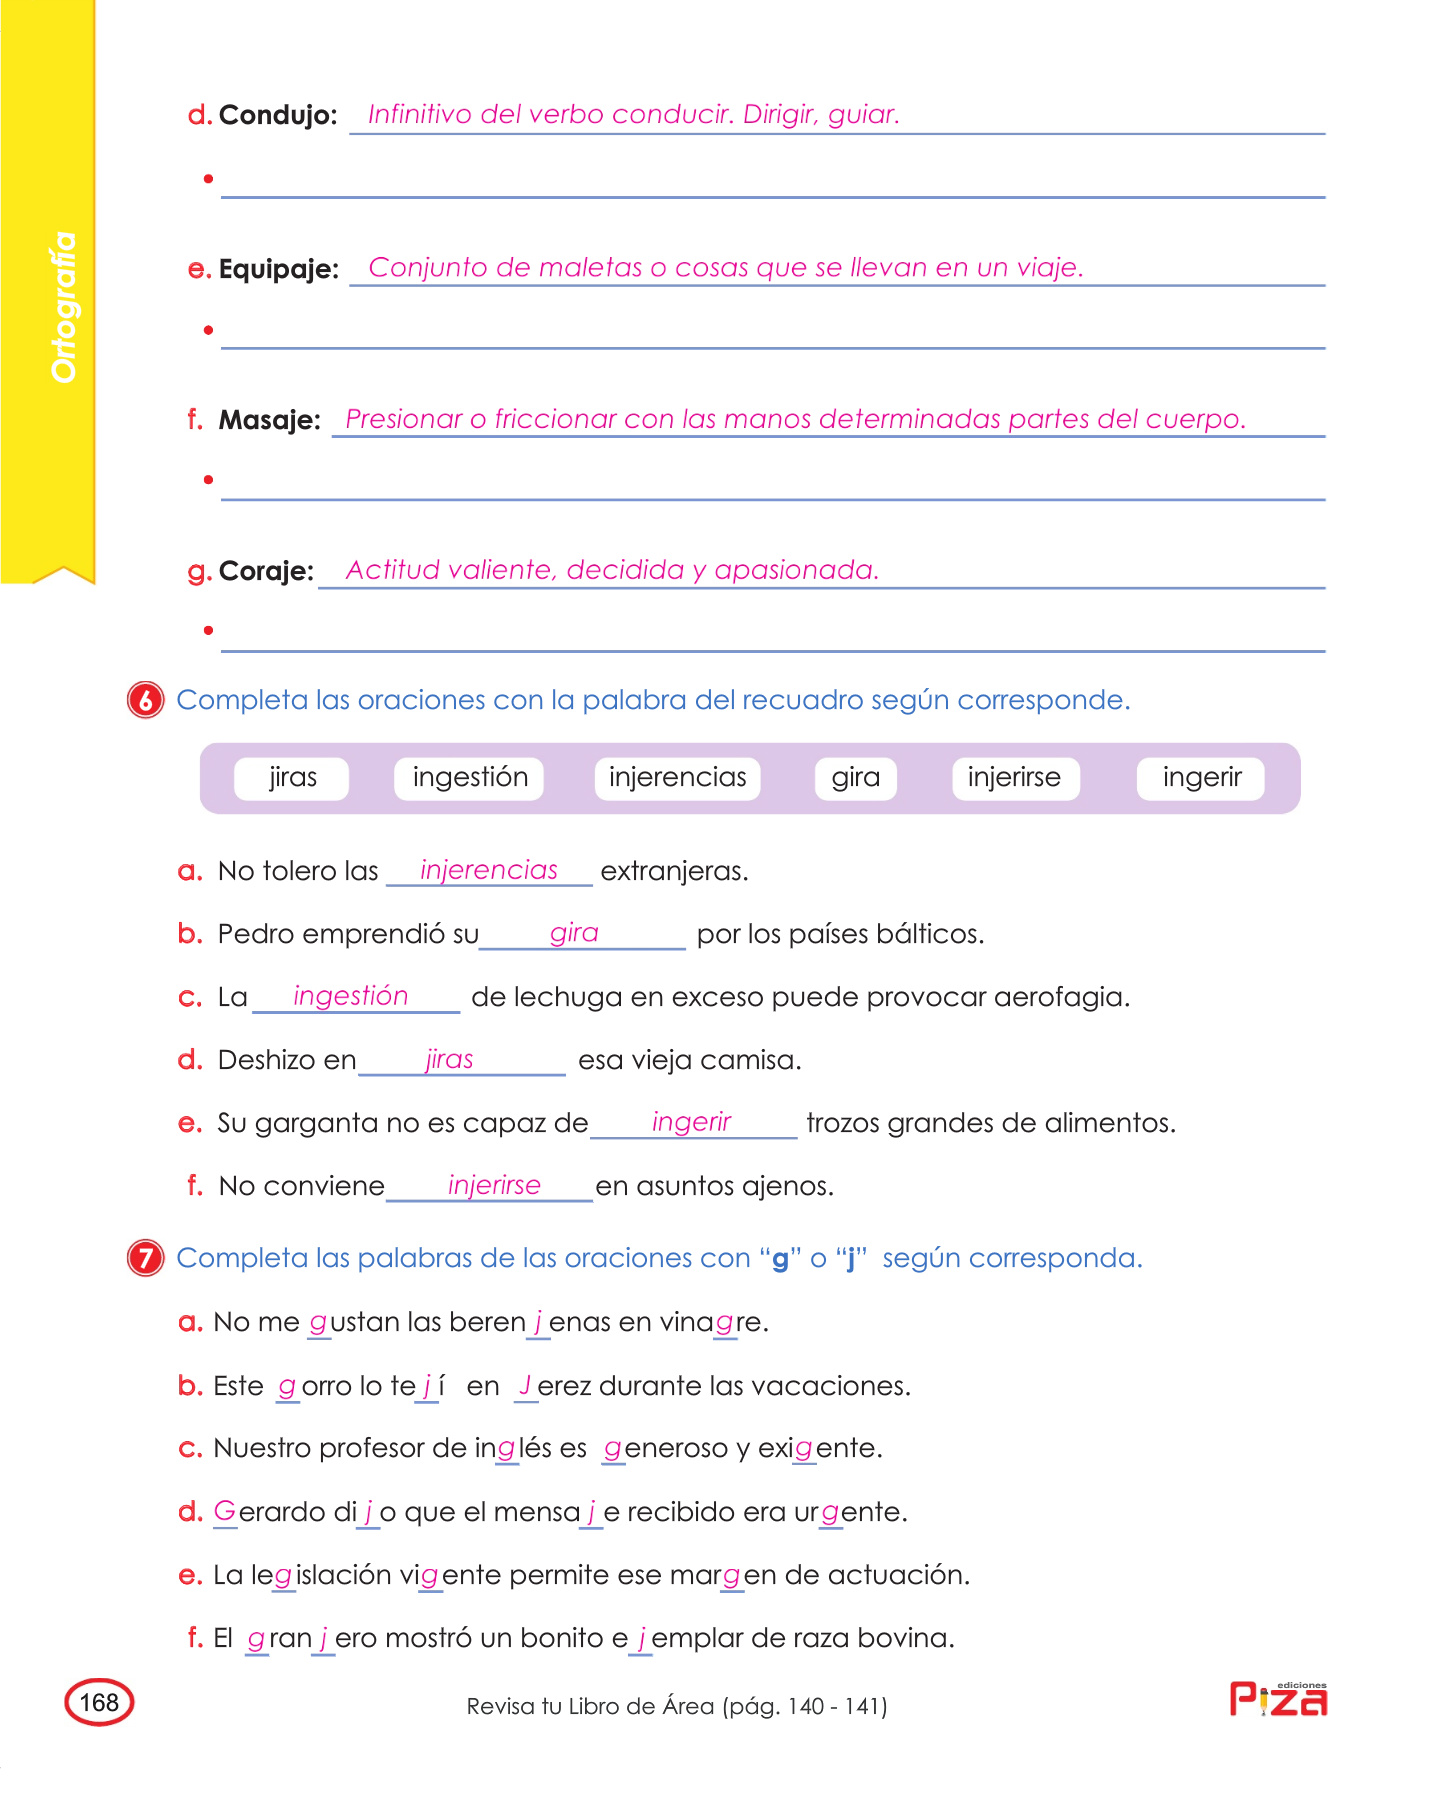 Ortografía
d. Condujo: Infinitivo del verbo conducir. Dirigir, guiar.
•
e. Equipaje: Conjunto de maletas o cosas que se llevan en un viaje.
•
f. Masaje: Presionar o friccionar con las manos determinadas partes del cuerpo.
•
g. Coraje: Actitud valiente, decidida y apasionada.
•
6 Completa las oraciones con la palabra del recuadro según corresponde.
jiras ingestión injerencias gira injerirse ingerir
a. No tolero las injerencias extranjeras.
b. Pedro emprendió su gira por los países bálticos.
c. La ingestión de lechuga en exceso puede provocar aerofagia.
d. Deshizo en jiras esa vieja camisa.
e. Su garganta no es capaz de ingerir trozos grandes de alimentos.
f. No conviene injerirse en asuntos ajenos.
7 Completa las palabras de las oraciones con “g” o “j” según corresponda.
a. No me gustan las berenjenas en vinagre.
b. Este gorro lo tejí en Jerez durante las vacaciones.
c. Nuestro profesor de inglés es generoso y exigente.
d. Gerardo dijo que el mensaje recibido era urgente.
e. La legislación vigente permite ese margen de actuación.
f. El granjero mostró un bonito ejemplar de raza bovina.
168
Revisa tu Libro de Área (pág. 140 - 141)
ediciones
Piza